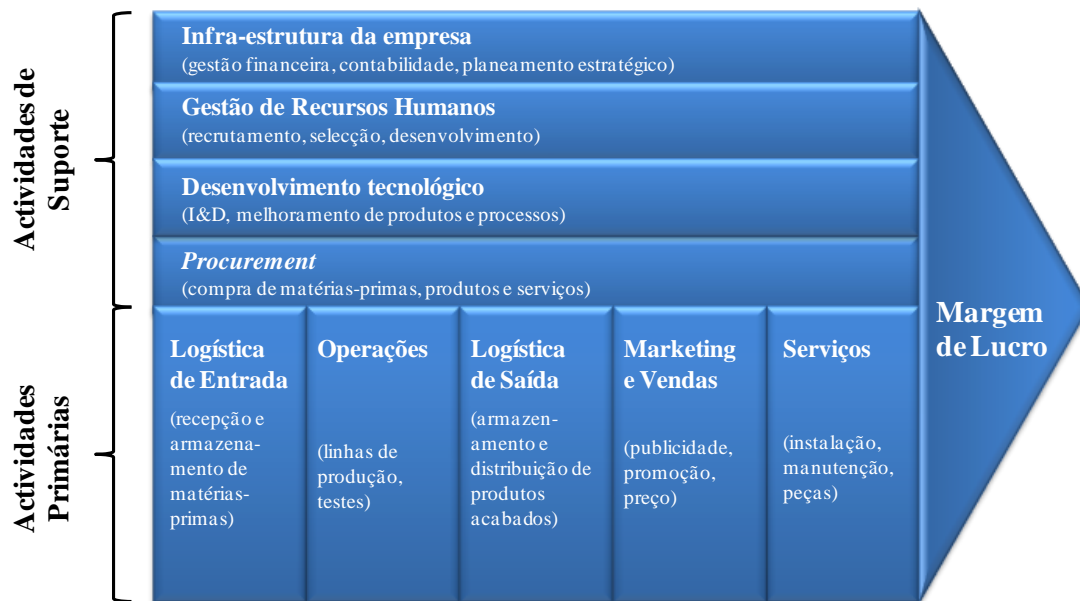 Actividades de
Suporte
Infra-estrutura da empresa
(gestão financeira, contabilidade, planeamento estratégico)
Gestão de Recursos Humanos
(recrutamento, selecção, desenvolvimento)
Desenvolvimento tecnológico
(I&D, melhoramento de produtos e processos)
Procurement
(compra de matérias-primas, produtos e serviços)
Actividades
Primárias
Logística
de Entrada
(recepção e
armazena-
mento de
matérias-
primas)
Operações
(linhas de
produção,
testes)
Logística
de Saída
(armazen-
amento e
distribuição de
produtos
acabados)
Marketing
e Vendas
(publicidade,
promoção,
preço)
Serviços
(instalação,
manutenção,
peças)
Margem
de Lucro